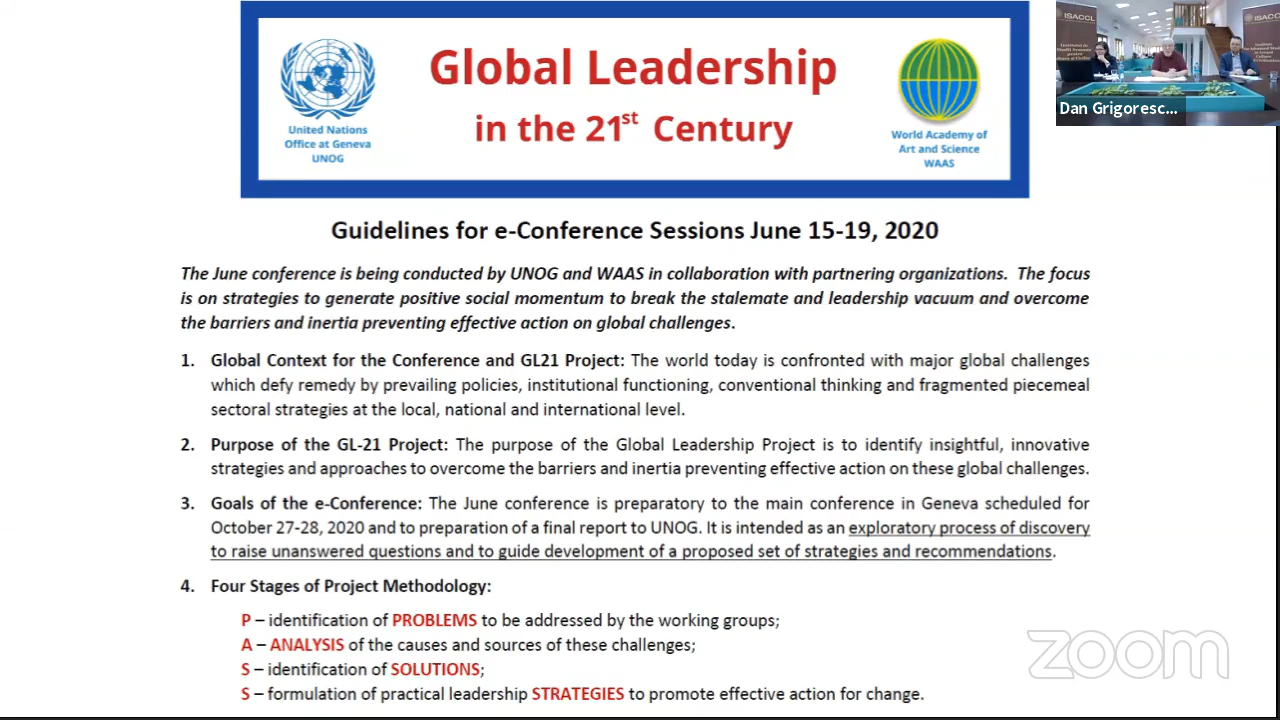 Global Leadership
in the 21st Century
United Nations
Office at Geneva
UNOG
World Academy of
Art and Science
WAAS
ISACCL
ISACCL
Dan Grigoresc...
Guidelines for e-Conference Sessions June 15-19, 2020
The June conference is being conducted by UNOG and WAAS in collaboration with partnering organizations. The focus
is on strategies to generate positive social momentum to break the stalemate and leadership vacuum and overcome
the barriers and inertia preventing effective action on global challenges.
1. Global Context for the Conference and GL21 Project: The world today is confronted with major global challenges
which defy remedy by prevailing policies, institutional functioning, conventional thinking and fragmented piecemeal
sectoral strategies at the local, national and international level.
2. Purpose of the GL-21 Project: The purpose of the Global Leadership Project is to identify insightful, innovative
strategies and approaches to overcome the barriers and inertia preventing effective action on these global challenges.
3. Goals of the e-Conference: The June conference is preparatory to the main conference in Geneva scheduled for
October 27-28, 2020 and to preparation of a final report to UNOG. It is intended as an exploratory process of discovery
to raise unanswered questions and to guide development of a proposed set of strategies and recommendations.
4. Four Stages of Project Methodology:
P – identification of PROBLEMS to be addressed by the working groups;
A – ANALYSIS of the causes and sources of these challenges;
S – identification of SOLUTIONS;
S – formulation of practical leadership STRATEGIES to promote effective action for change.
zoom